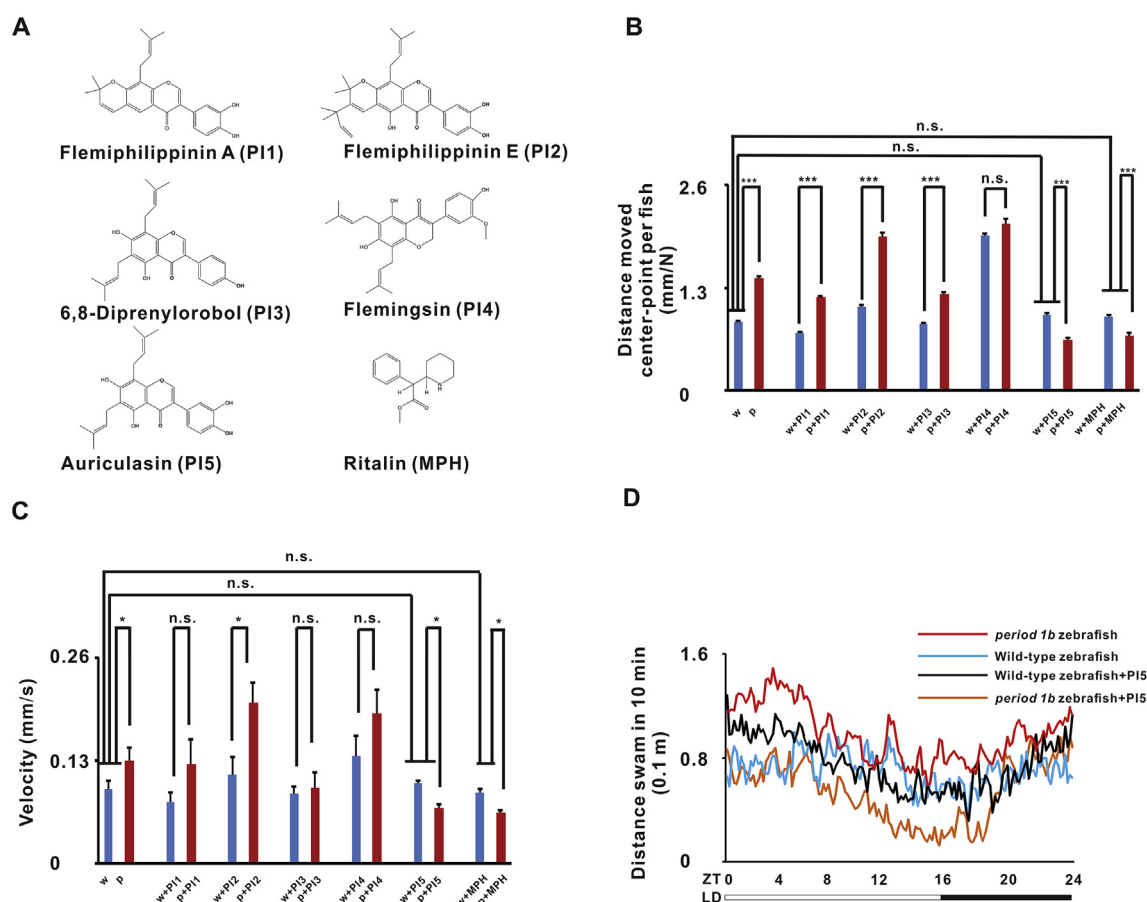 A
Flemiphilippinin A (PI1)
Flemiphilippinin E (PI2)
6,8-Diprenylorobol (PI3)
Flemingsin (PI4)
Auriculasin (PI5)
Ritalin (MPH)
B
Distance moved
center-point per fish
(mm/N)
2.6
1.3
0
n.s.
n.s.
*** *** *** *** n.s. *** ***
w p w+PI1 p+PI1 w+PI2 p+PI2 w+PI3 p+PI3 w+PI4 p+PI4 w+PI5 p+PI5 w+MPH p+MPH
C
Velocity (mm/s)
0.26
0.13
0
n.s.
n.s.
* n.s. * n.s. n.s. * *
w p w+PI1 p+PI1 w+PI2 p+PI2 w+PI3 p+PI3 w+PI4 p+PI4 w+PI5 p+PI5 w+MPH p+MPH
D
period 1b zebrafish
Wild-type zebrafish
Wild-type zebrafish+PI5
period 1b zebrafish+PI5
Distance swam in 10 min
(0.1 m)
1.6
0.8
0
ZT 0 4 8 12 16 20 24
LD